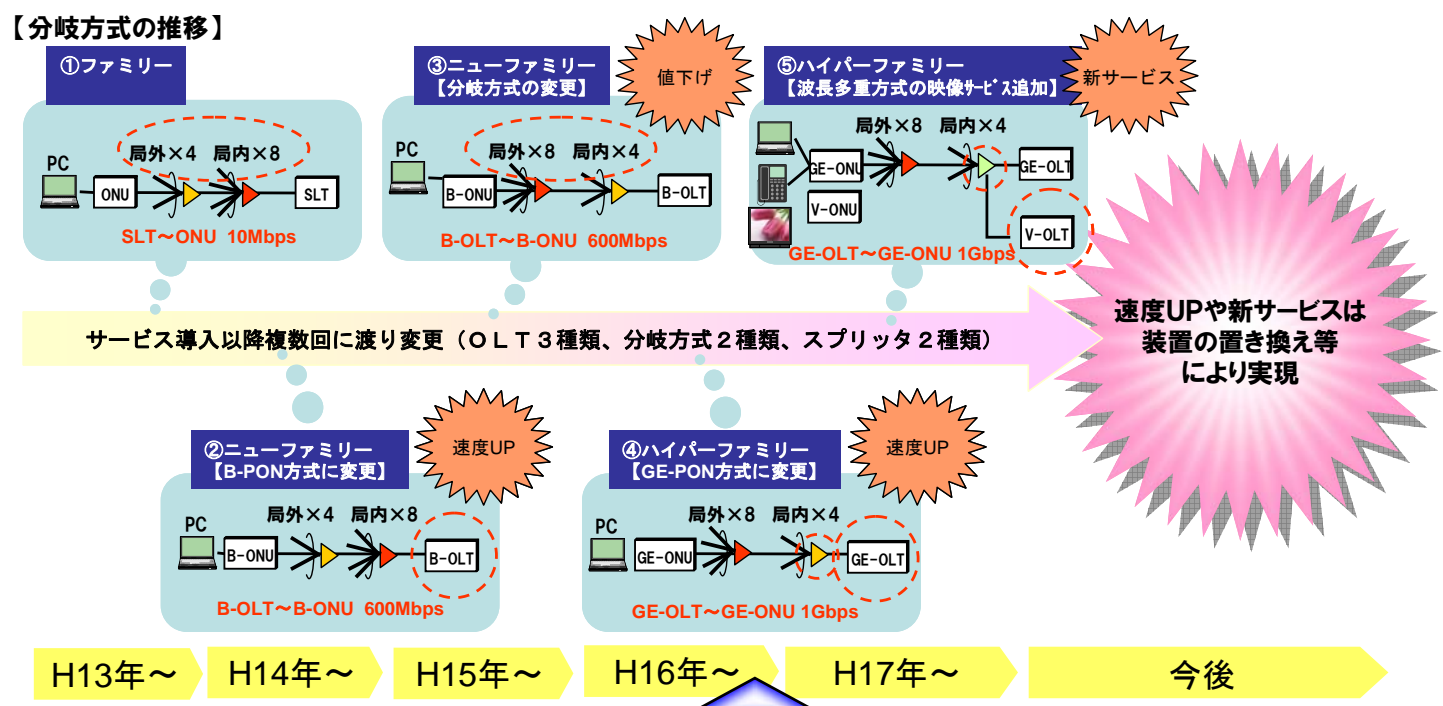 【分岐方式の推移】
①ファミリー
局外×4 局内×8
PC
ONU
SLT
SLT～ONU 10Mbps
③ニューファミリー
【分岐方式の変更】
値下げ
局外×8 局内×4
PC
B-ONU
B-OLT
B-OLT～B-ONU 600Mbps
⑤ハイパーファミリー
【波長多重方式の映像ｻｰﾋﾞｽ追加】
新サービス
局外×8 局内×4
GE-ONU
GE-OLT
V-ONU
V-OLT
GE-OLT～GE-ONU 1Gbps
サービス導入以降複数回に渡り変更（ＯＬＴ３種類、分岐方式２種類、スプリッタ２種類）
速度UPや新サービスは
装置の置き換え等
により実現
②ニューファミリー
【B-PON方式に変更】
速度UP
局外×4 局内×8
PC
B-ONU
B-OLT
B-OLT～B-ONU 600Mbps
④ハイパーファミリー
【GE-PON方式に変更】
速度UP
局外×8 局内×4
PC
GE-ONU
GE-OLT
GE-OLT～GE-ONU 1Gbps
H13年～
H14年～
H15年～
H16年～
H17年～
今後